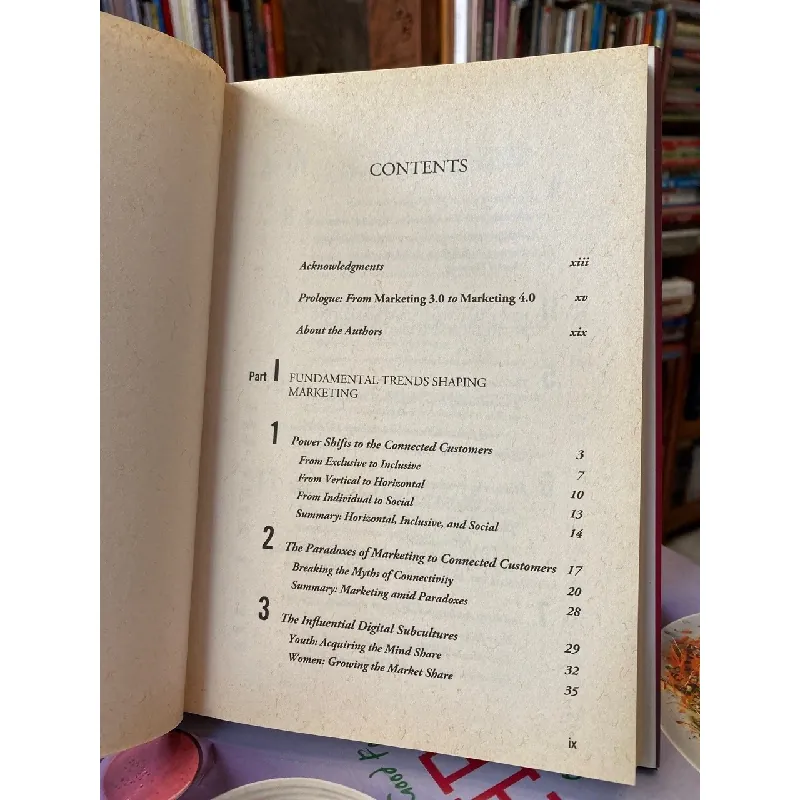 CONTENTS
Acknowledgments xiii
Prologue: From Marketing 3.0 to Marketing 4.0 xv
About the Authors xix
Part I FUNDAMENTAL TRENDS SHAPING
MARKETING
1 Power Shifts to the Connected Customers 3
From Exclusive to Inclusive 7
From Vertical to Horizontal 10
From Individual to Social 13
Summary: Horizontal, Inclusive, and Social 14
2 The Paradoxes of Marketing to Connected Customers 17
Breaking the Myths of Connectivity 20
Summary: Marketing amid Paradoxes 28
3 The Influential Digital Subcultures 29
Youth: Acquiring the Mind Share 32
Women: Growing the Market Share 35
ix